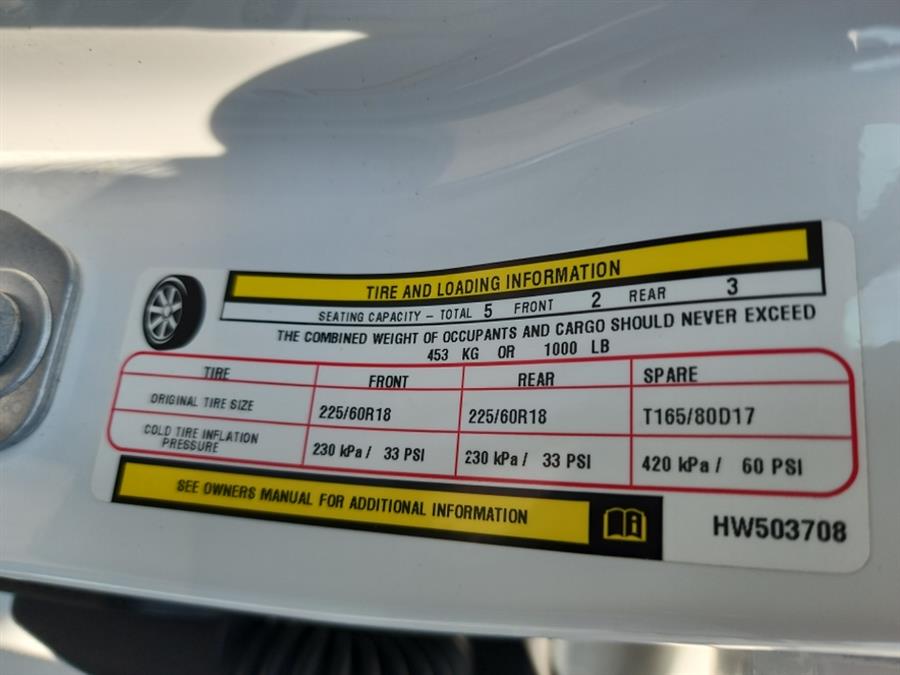 TIRE AND LOADING INFORMATION
SEATING CAPACITY – TOTAL 5 FRONT 2 REAR 3
THE COMBINED WEIGHT OF OCCUPANTS AND CARGO SHOULD NEVER EXCEED
453 KG OR 1000 LB
TIRE FRONT REAR SPARE
ORIGINAL TIRE SIZE 225/60R18 225/60R18 T165/80D17
COLD TIRE INFLATION
PRESSURE 230 kPa / 33 PSI 230 kPa / 33 PSI 420 kPa / 60 PSI
SEE OWNERS MANUAL FOR ADDITIONAL INFORMATION
HW503708